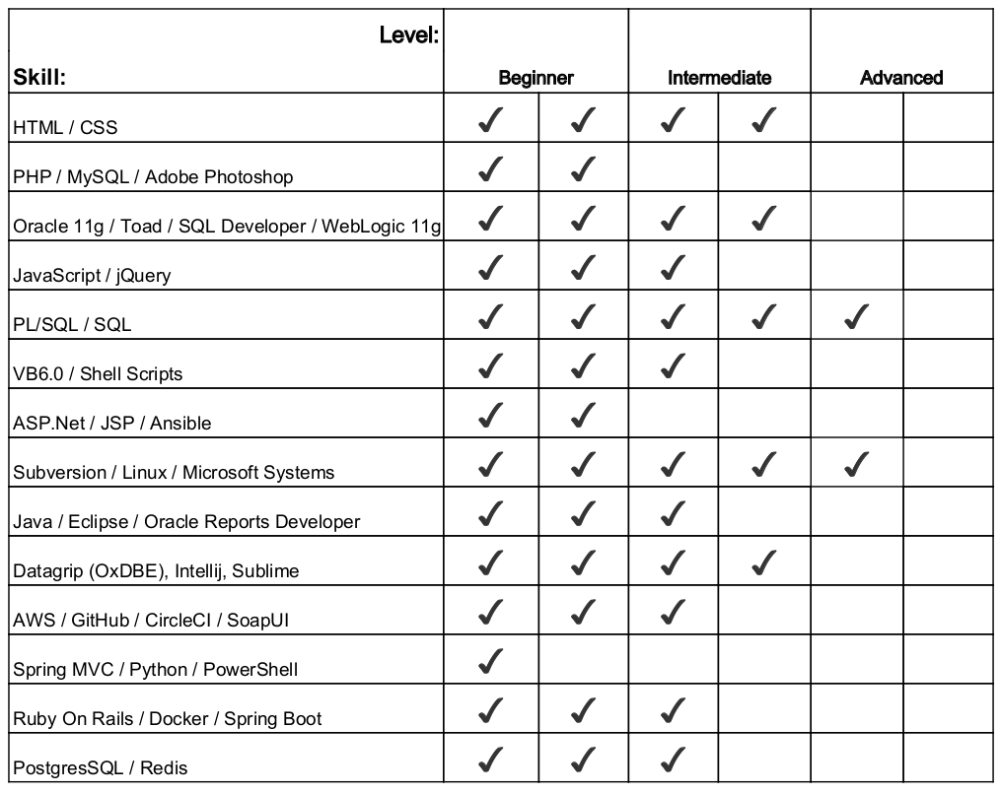 Level:
Skill: Beginner Intermediate Advanced
HTML / CSS ✓ ✓ ✓ ✓
PHP / MySQL / Adobe Photoshop ✓ ✓
Oracle 11g / Toad / SQL Developer / WebLogic 11g ✓ ✓ ✓ ✓
JavaScript / jQuery ✓ ✓ ✓
PL/SQL / SQL ✓ ✓ ✓ ✓ ✓
VB6.0 / Shell Scripts ✓ ✓ ✓
ASP.Net / JSP / Ansible ✓ ✓
Subversion / Linux / Microsoft Systems ✓ ✓ ✓ ✓ ✓
Java / Eclipse / Oracle Reports Developer ✓ ✓ ✓
Datagrip (OxDBE), Intellij, Sublime ✓ ✓ ✓ ✓
AWS / GitHub / CircleCI / SoapUI ✓ ✓ ✓
Spring MVC / Python / PowerShell ✓
Ruby On Rails / Docker / Spring Boot ✓ ✓ ✓
PostgresSQL / Redis ✓ ✓ ✓